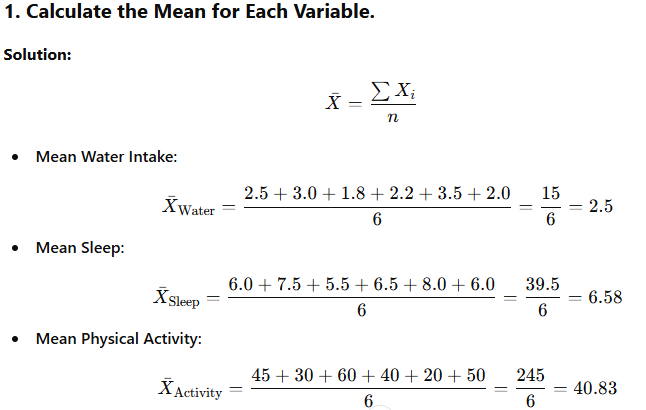 1. Calculate the Mean for Each Variable.
Solution:
X̄ = ∑ Xᵢ / n
• Mean Water Intake:
X̄_Water = (2.5 + 3.0 + 1.8 + 2.2 + 3.5 + 2.0) / 6 = 15 / 6 = 2.5
• Mean Sleep:
X̄_Sleep = (6.0 + 7.5 + 5.5 + 6.5 + 8.0 + 6.0) / 6 = 39.5 / 6 = 6.58
• Mean Physical Activity:
X̄_Activity = (45 + 30 + 60 + 40 + 20 + 50) / 6 = 245 / 6 = 40.83